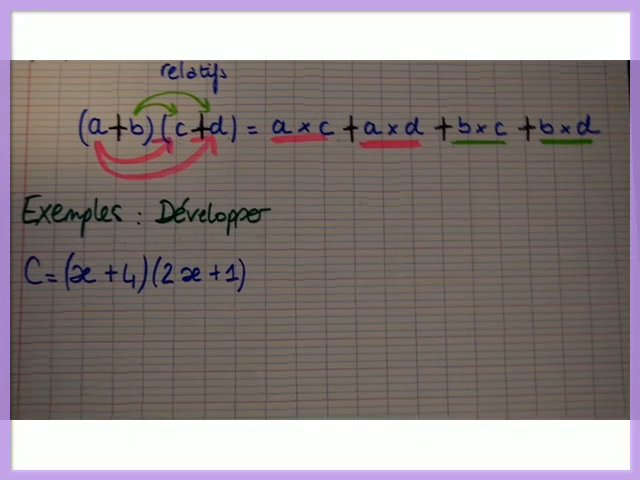 relatifs
(a+b)(c+d) = a × c + a × d + b × c + b × d
Exemples : Développer
C = (x + 4)(2x + 1)